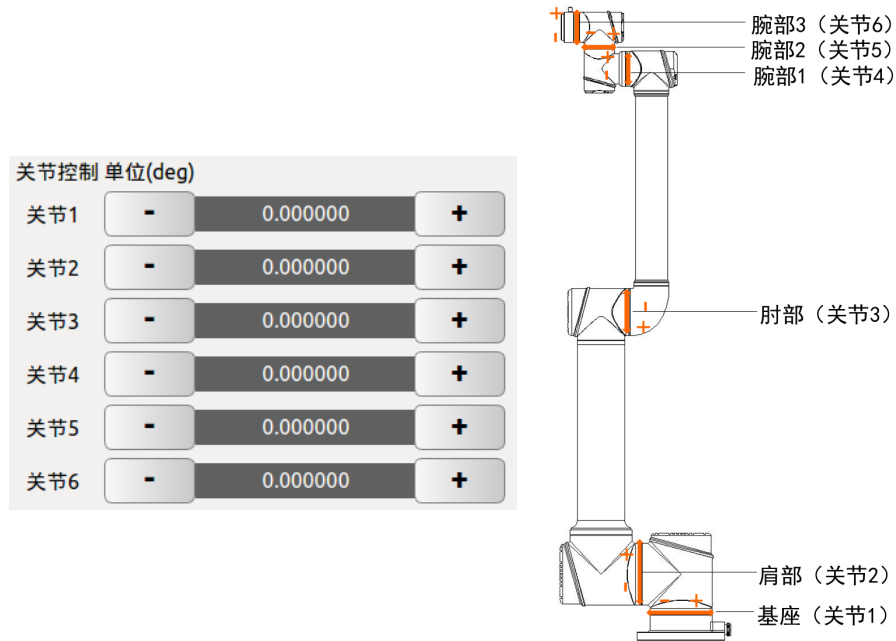 关节控制 单位(deg)
关节1 - 0.000000 +
关节2 - 0.000000 +
关节3 - 0.000000 +
关节4 - 0.000000 +
关节5 - 0.000000 +
关节6 - 0.000000 +
腕部3（关节6）
腕部2（关节5）
腕部1（关节4）
肘部（关节3）
肩部（关节2）
基座（关节1）